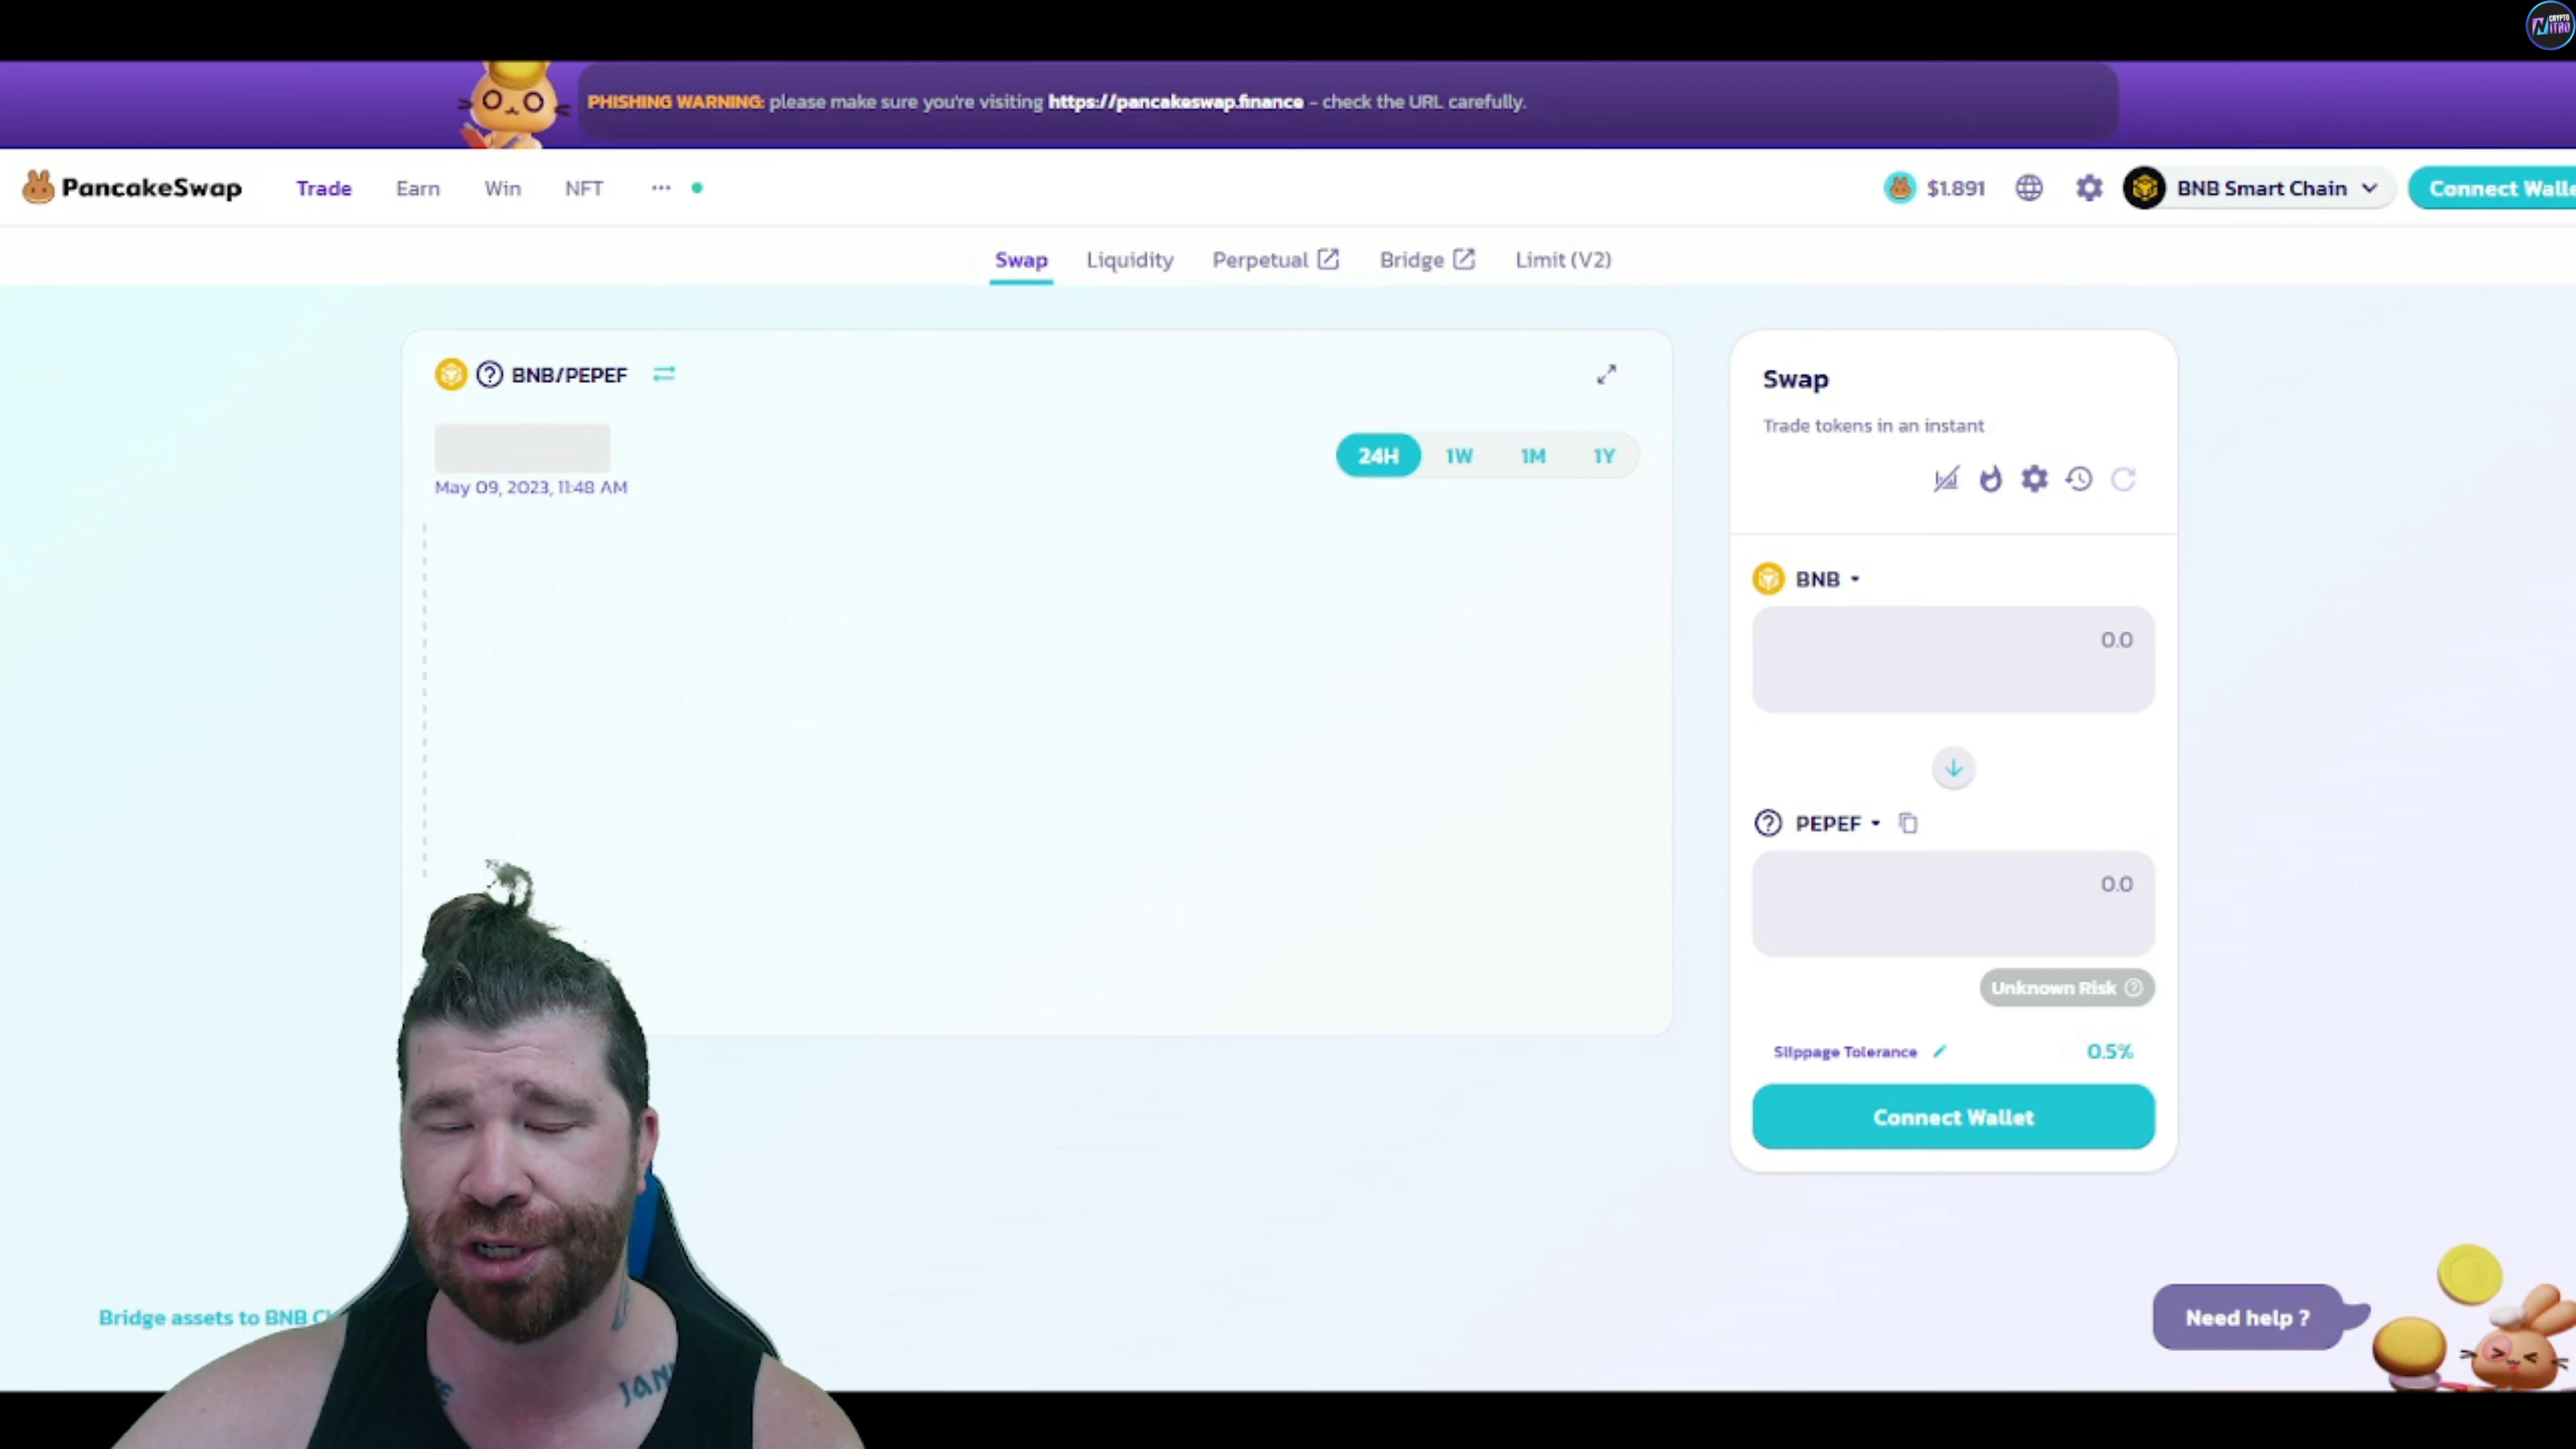 CRYPTO
NITRO
PHISHING WARNING: please make sure you're visiting https://pancakeswap.finance - check the URL carefully.
PancakeSwap
Trade
Earn
Win
NFT
$1.891
BNB Smart Chain
Connect Walle
Swap
Liquidity
Perpetual
Bridge
Limit (V2)
BNB/PEPEF
May 09, 2023, 11:48 AM
24H
1W
1M
1Y
Swap
Trade tokens in an instant
BNB
0.0
PEPEF
0.0
Unknown Risk
Slippage Tolerance
0.5%
Connect Wallet
Bridge assets to BNB C
Need help ?
JAN